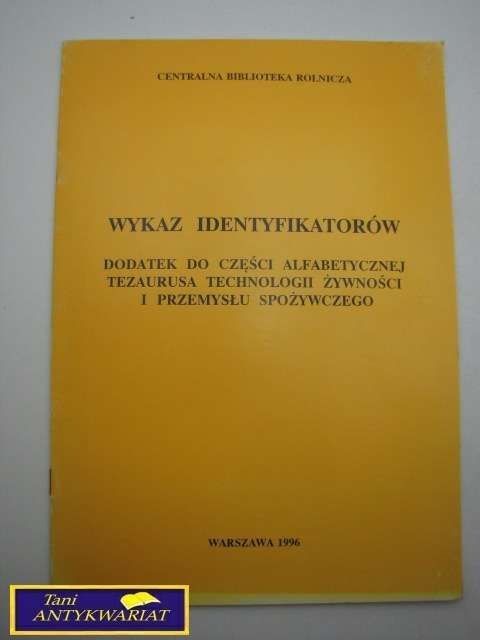 CENTRALNA BIBLIOTEKA ROLNICZA
WYKAZ IDENTYFIKATORÓW
DODATEK DO CZĘŚCI ALFABETYCZNEJ
TEZAURUSA TECHNOLOGII ŻYWNOŚCI
I PRZEMYSŁU SPOŻYWCZEGO
WARSZAWA 1996
Tani
ANTYKWARIAT